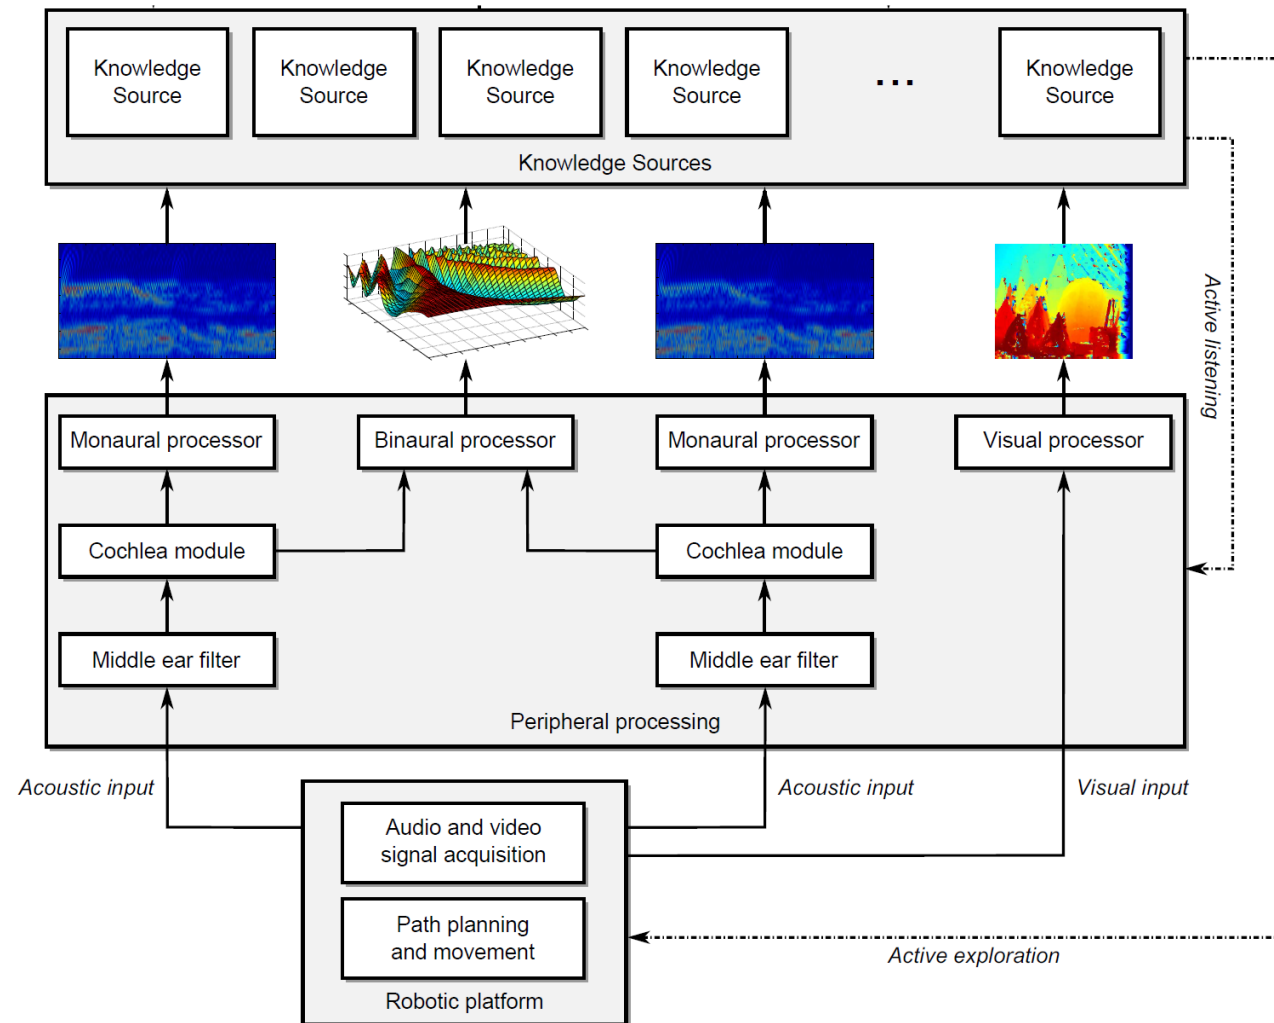 Knowledge
Source
Knowledge
Source
Knowledge
Source
Knowledge
Source
...
Knowledge
Source
Knowledge Sources
Active listening
Monaural processor
Binaural processor
Monaural processor
Visual processor
Cochlea module
Cochlea module
Middle ear filter
Middle ear filter
Peripheral processing
Acoustic input
Acoustic input
Visual input
Audio and video
signal acquisition
Path planning
and movement
Active exploration
Robotic platform